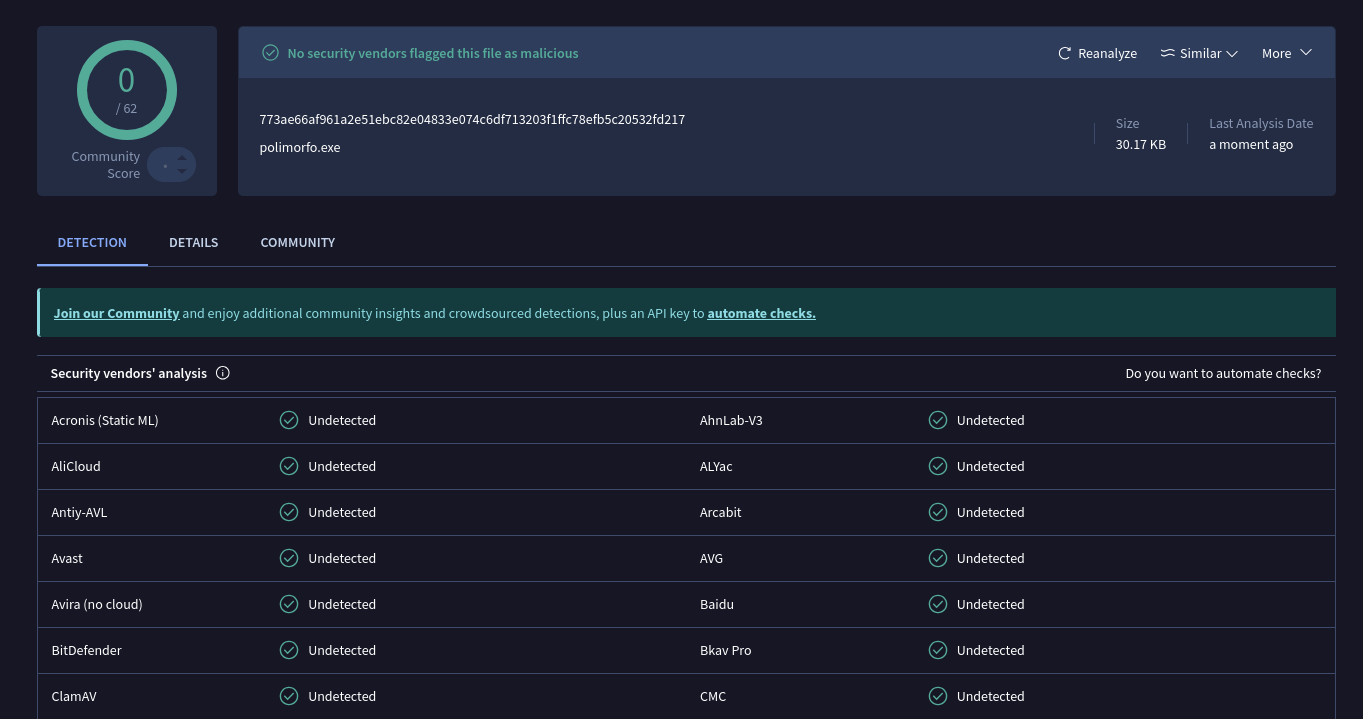 0
/ 62
Community
Score
No security vendors flagged this file as malicious
Reanalyze
Similar
More
773ae66af961a2e51ebc82e04833e074c6df713203f1ffc78efb5c20532fd217
polimorfo.exe
Size
30.17 KB
Last Analysis Date
a moment ago
DETECTION
DETAILS
COMMUNITY
Join our Community and enjoy additional community insights and crowdsourced detections, plus an API key to automate checks.
Security vendors' analysis
Do you want to automate checks?
Acronis (Static ML) Undetected AhnLab-V3 Undetected
AliCloud Undetected ALYac Undetected
Antiy-AVL Undetected Arcabit Undetected
Avast Undetected AVG Undetected
Avira (no cloud) Undetected Baidu Undetected
BitDefender Undetected Bkav Pro Undetected
ClamAV Undetected CMC Undetected